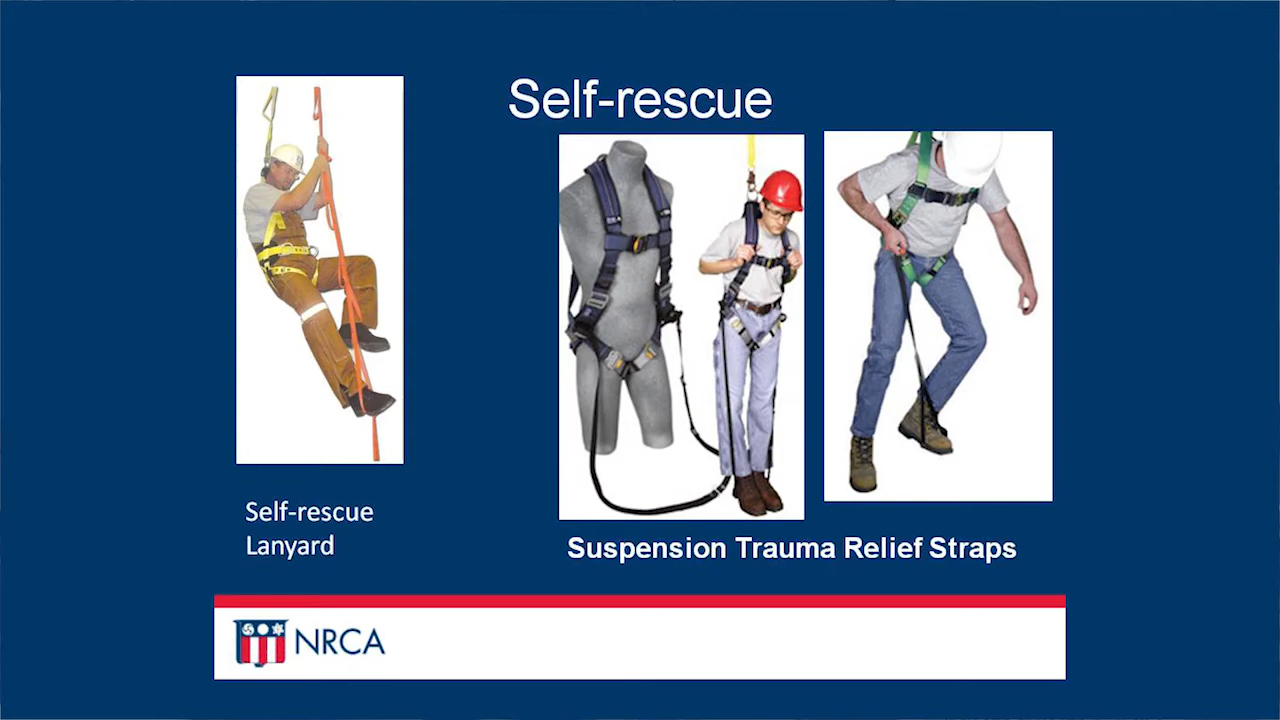 Self-rescue
Self-rescue
Lanyard
Suspension Trauma Relief Straps
NRCA